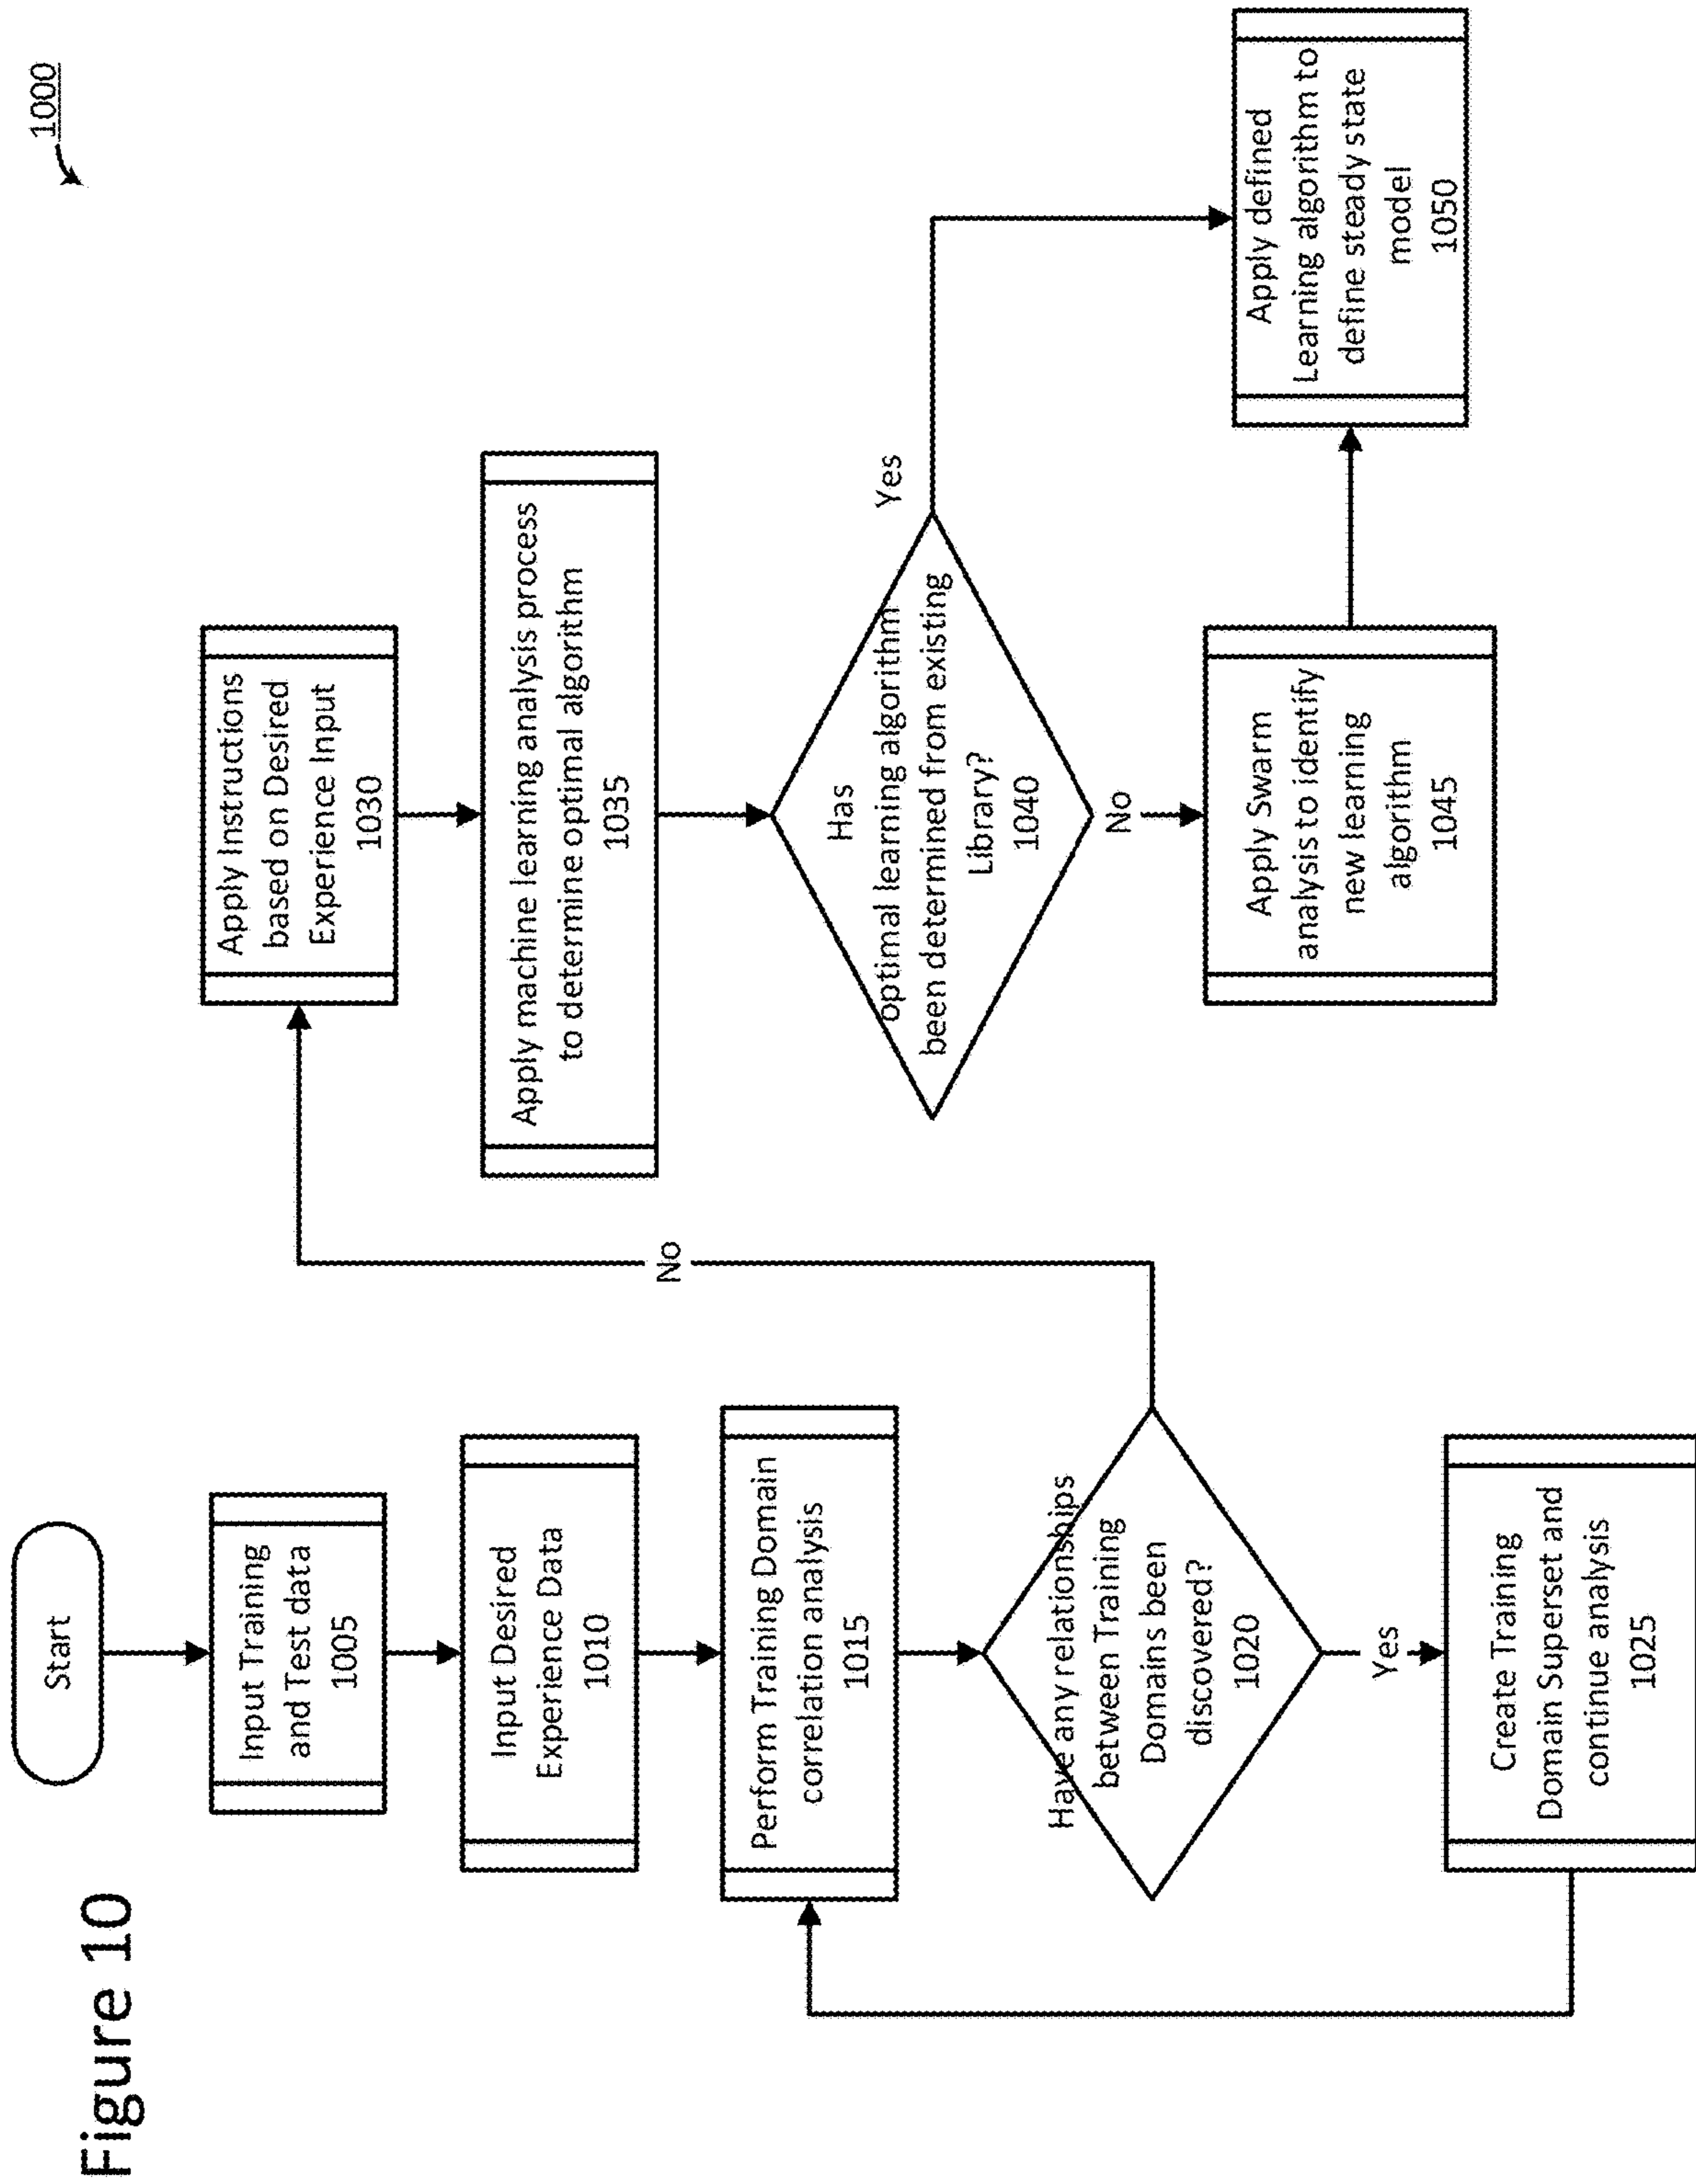 Figure 10
1000
Start
Input Training
and Test data
1005
Input Desired
Experience Data
1010
Perform Training Domain
correlation analysis
1015
Have any relationships
between Training
Domains been
discovered?
1020
Yes
Create Training
Domain Superset and
continue analysis
1025
No
Apply Instructions
based on Desired
Experience Input
1030
Apply machine learning analysis process
to determine optimal algorithm
1035
Has
optimal learning algorithm
been determined from existing
Library?
1040
Yes
No
Apply Swarm
analysis to identify
new learning
algorithm
1045
Apply defined
Learning algorithm to
define steady state
model
1050